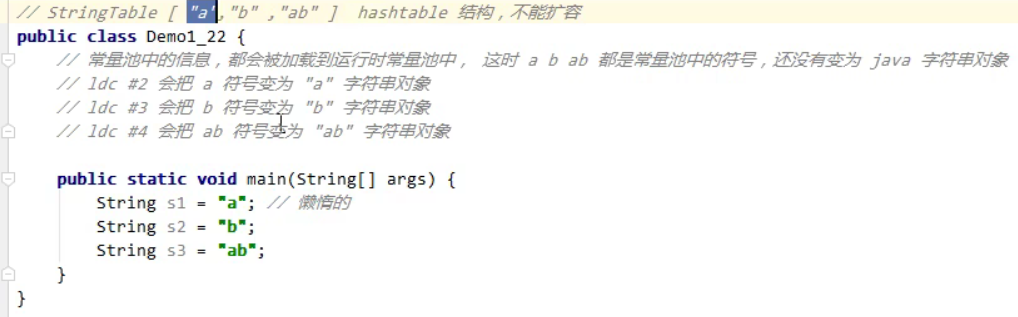 // StringTable [ "a","b" ,"ab" ]  hashtable 结构，不能扩容
public class Demo1_22 {
    // 常量池中的信息，都会被加载到运行时常量池中， 这时 a b ab 都是常量池中的符号，还没有变为 java 字符串对象
    // ldc #2 会把 a 符号变为 "a" 字符串对象
    // ldc #3 会把 b 符号变为 "b" 字符串对象
    // ldc #4 会把 ab 符号变为 "ab" 字符串对象
    public static void main(String[] args) {
        String s1 = "a"; // 懒惰的
        String s2 = "b";
        String s3 = "ab";
    }
}